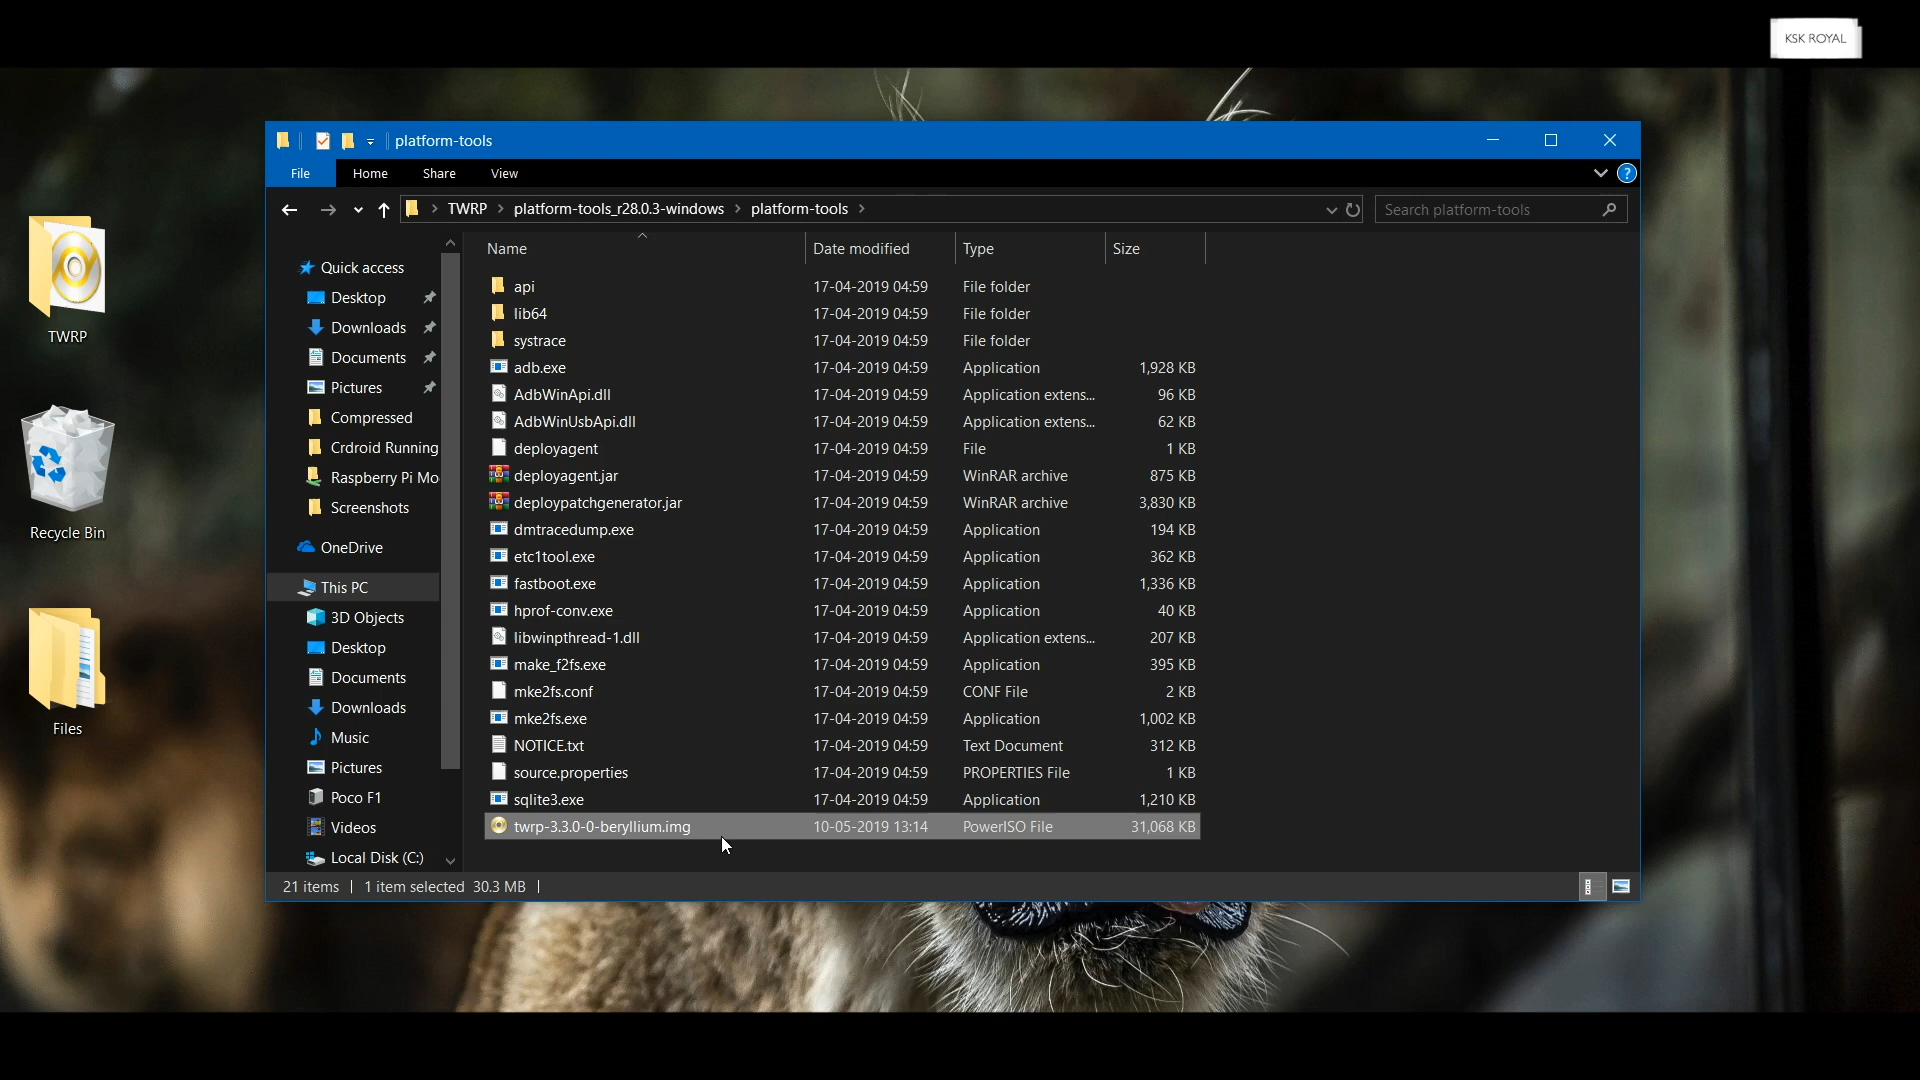 KSK ROYAL
platform-tools
File Home Share View
TWRP platform-tools_r28.0.3-windows platform-tools Search platform-tools
Name Date modified Type Size
Quick access
Desktop
Downloads
Documents
Pictures
Compressed
Crdroid Running
Raspberry Pi Mo
Screenshots
OneDrive
This PC
3D Objects
Desktop
Documents
Downloads
Music
Pictures
Poco F1
Videos
Local Disk (C:)
api 17-04-2019 04:59 File folder
lib64 17-04-2019 04:59 File folder
systrace 17-04-2019 04:59 File folder
adb.exe 17-04-2019 04:59 Application 1,928 KB
AdbWinApi.dll 17-04-2019 04:59 Application extens... 96 KB
AdbWinUsbApi.dll 17-04-2019 04:59 Application extens... 62 KB
deployagent 17-04-2019 04:59 File 1 KB
deployagent.jar 17-04-2019 04:59 WinRAR archive 875 KB
deploypatchgenerator.jar 17-04-2019 04:59 WinRAR archive 3,830 KB
dmtracedump.exe 17-04-2019 04:59 Application 194 KB
etc1tool.exe 17-04-2019 04:59 Application 362 KB
fastboot.exe 17-04-2019 04:59 Application 1,336 KB
hprof-conv.exe 17-04-2019 04:59 Application 40 KB
libwinpthread-1.dll 17-04-2019 04:59 Application extens... 207 KB
make_f2fs.exe 17-04-2019 04:59 Application 395 KB
mke2fs.conf 17-04-2019 04:59 CONF File 2 KB
mke2fs.exe 17-04-2019 04:59 Application 1,002 KB
NOTICE.txt 17-04-2019 04:59 Text Document 312 KB
source.properties 17-04-2019 04:59 PROPERTIES File 1 KB
sqlite3.exe 17-04-2019 04:59 Application 1,210 KB
twrp-3.3.0-0-beryllium.img 10-05-2019 13:14 PowerISO File 31,068 KB
21 items 1 item selected 30.3 MB
TWRP
Recycle Bin
Files